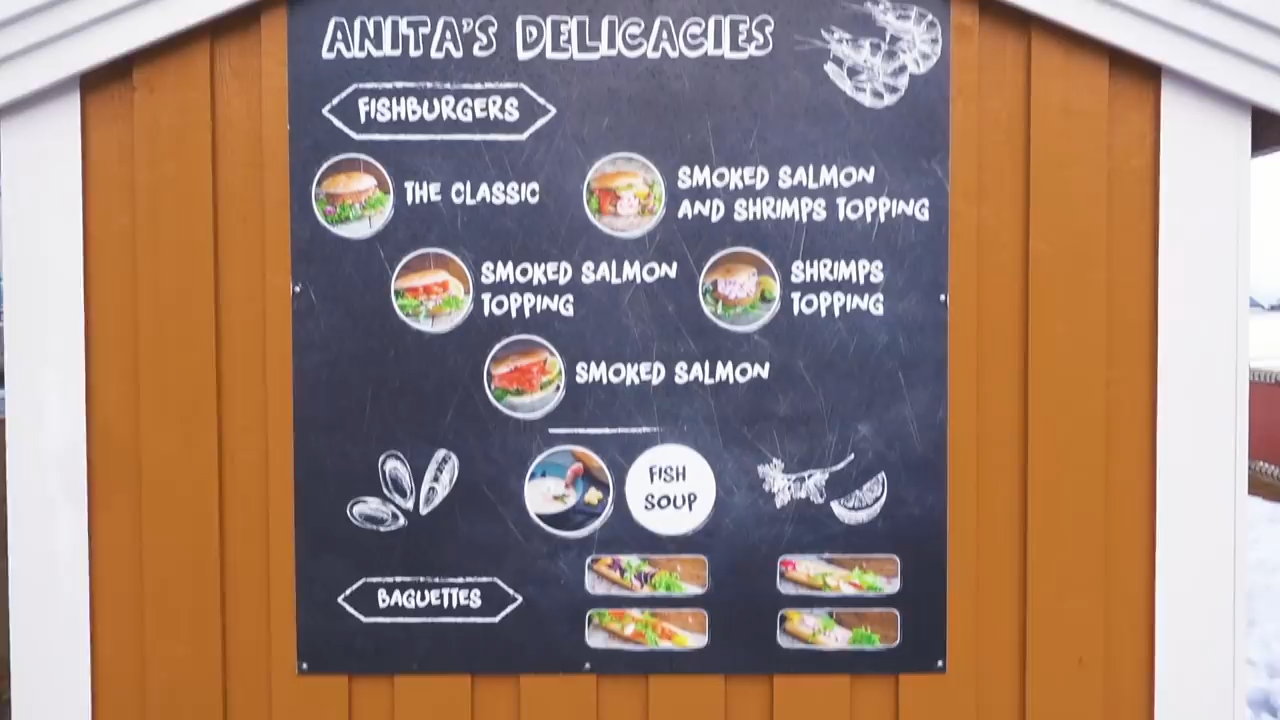 ANITA'S DELICACIES
FISHBURGERS
THE CLASSIC
SMOKED SALMON
AND SHRIMPS TOPPING
SMOKED SALMON
TOPPING
SHRIMPS
TOPPING
SMOKED SALMON
FISH
SOUP
BAGUETTES